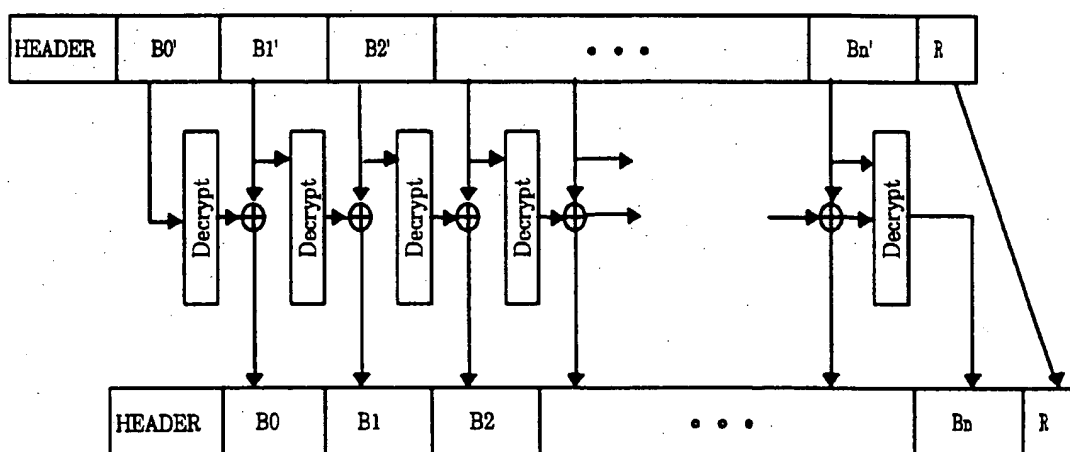 HEADER B0' B1' B2' • • • Bn' R
Decrypt Decrypt Decrypt Decrypt Decrypt
HEADER B0 B1 B2 • • • Bn R